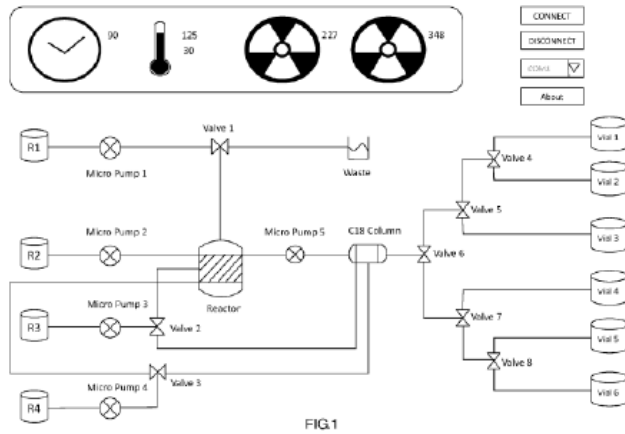 90
125
30
227
348
CONNECT
DISCONNECT
COM4
About
R1
Micro Pump 1
Valve 1
Waste
Vial 1
Valve 4
Vial 2
Valve 5
Vial 3
R2
Micro Pump 2
Reactor
Micro Pump 5
C18 Column
Valve 6
R3
Micro Pump 3
Valve 2
Vial 4
Valve 7
Vial 5
Valve 8
Vial 6
R4
Micro Pump 4
Valve 3
FIG.1